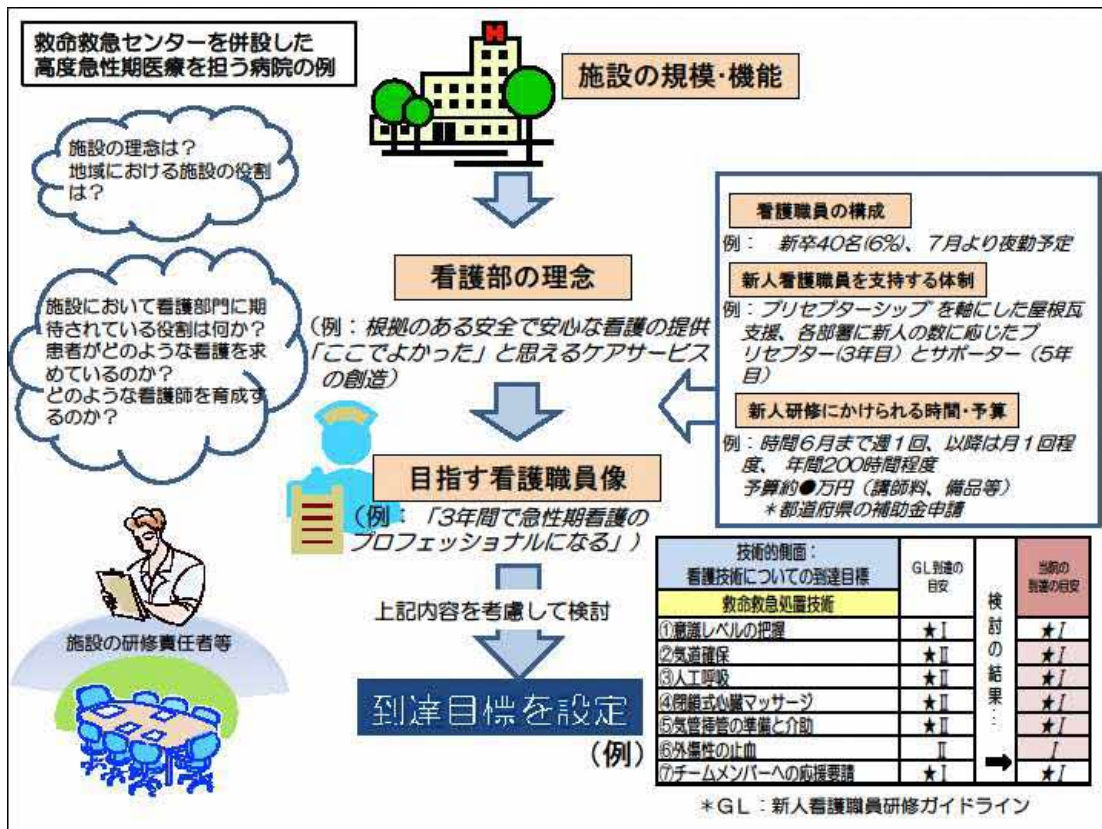 救命救急センターを併設した
高度急性期医療を担う病院の例
施設の規模・機能
施設の理念は？
地域における施設の役割
は？
看護部の理念
（例：根拠のある安全で安心な看護の提供
「ここでよかった」と思えるケアサービス
の創造）
施設において看護部門に期
待されている役割は何か？
患者がどのような看護を求
めているのか？
どのような看護師を育成す
るのか？
看護職員の構成
例：　新卒40名(6%)、7月より夜勤予定
新人看護職員を支持する体制
例：プリセプターシップを軸にした屋根瓦
支援、各部署に新人の数に応じたプ
リセプター(3年目）とサポーター（5年
目）
新人研修にかけられる時間・予算
例：時間6月まで週1回、以降は月1回程
度、年間200時間程度
予算約●万円（講師料、備品等）
＊都道府県の補助金申請
目指す看護職員像
（例：「3年間で急性期看護の
プロフェッショナルになる」）
上記内容を考慮して検討
施設の研修責任者等
到達目標を設定
（例）
技術的側面：
看護技術についての到達目標
GL到達の
目安
検討の結果‥
当院の
到達の目安
救命救急処置技術
①意識レベルの把握 ★Ⅰ ★Ⅰ
②気道確保 ★Ⅱ ★Ⅰ
③人工呼吸 ★Ⅱ ★Ⅰ
④閉鎖式心臓マッサージ ★Ⅱ ★Ⅰ
⑤気管挿管の準備と介助 ★Ⅱ ★Ⅰ
⑥外傷性の止血 Ⅱ Ⅰ
⑦チームメンバーへの応援要請 ★Ⅰ ★Ⅰ
＊GL：新人看護職員研修ガイドライン